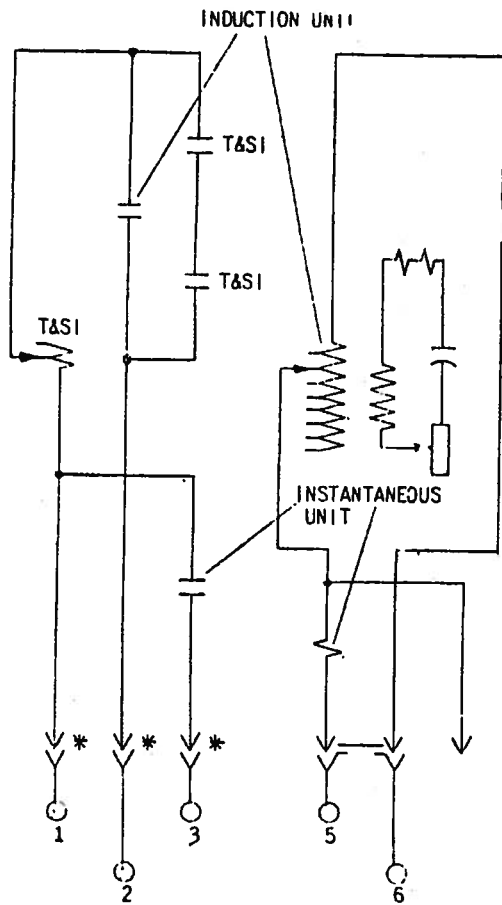 INDUCTION UNIT
T&SI
T&SI
T&SI
INSTANTANEOUS
UNIT
* * *
1 3 5
2 6